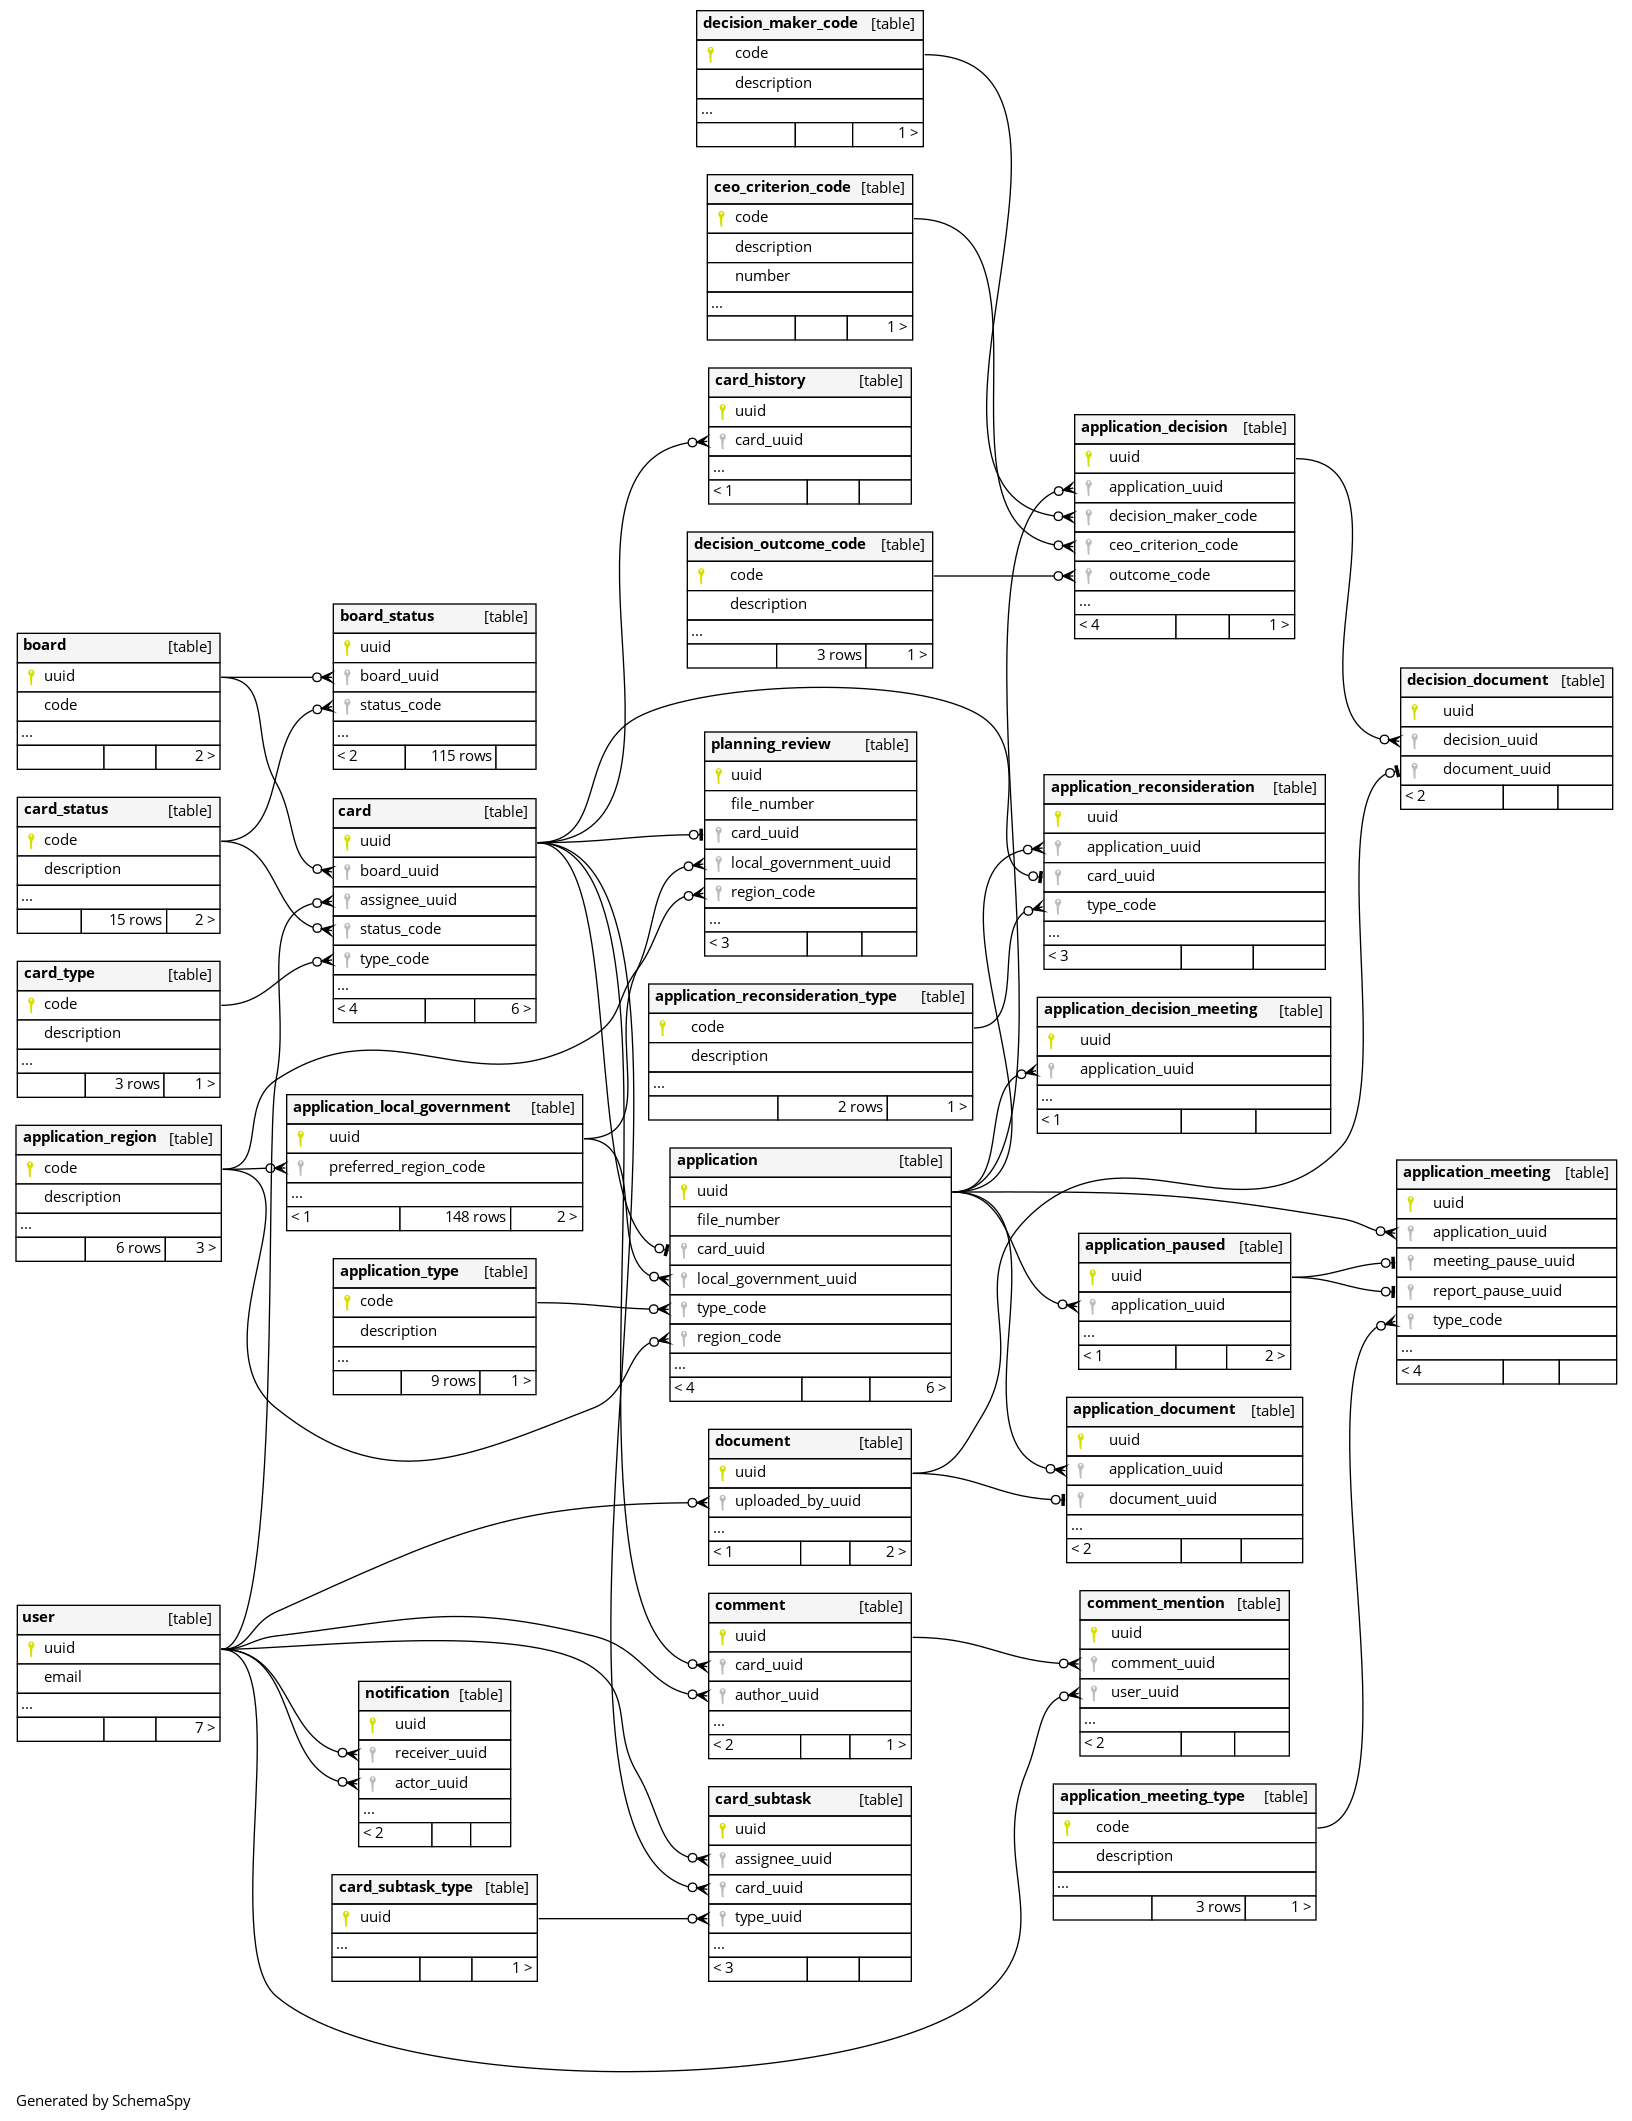 decision_maker_code [table]
code
description
...
1 >
ceo_criterion_code [table]
code
description
number
...
1 >
card_history [table]
uuid
card_uuid
...
< 1
decision_outcome_code [table]
code
description
...
3 rows 1 >
application_decision [table]
uuid
application_uuid
decision_maker_code
ceo_criterion_code
outcome_code
...
< 4 1 >
board [table]
uuid
code
...
2 >
board_status [table]
uuid
board_uuid
status_code
...
< 2 115 rows
decision_document [table]
uuid
decision_uuid
document_uuid
< 2
card_status [table]
code
description
...
15 rows 2 >
card [table]
uuid
board_uuid
assignee_uuid
status_code
type_code
...
< 4 6 >
planning_review [table]
uuid
file_number
card_uuid
local_government_uuid
region_code
...
< 3
application_reconsideration [table]
uuid
application_uuid
card_uuid
type_code
...
< 3
card_type [table]
code
description
...
3 rows 1 >
application_reconsideration_type [table]
code
description
...
2 rows 1 >
application_decision_meeting [table]
uuid
application_uuid
...
< 1
application_region [table]
code
description
...
6 rows 3 >
application_local_government [table]
uuid
preferred_region_code
...
< 1 148 rows 2 >
application [table]
uuid
file_number
card_uuid
local_government_uuid
type_code
region_code
...
< 4 6 >
application_meeting [table]
uuid
application_uuid
meeting_pause_uuid
report_pause_uuid
type_code
...
< 4
application_type [table]
code
description
...
9 rows 1 >
application_paused [table]
uuid
application_uuid
...
< 1 2 >
application_document [table]
uuid
application_uuid
document_uuid
...
< 2
document [table]
uuid
uploaded_by_uuid
...
< 1 2 >
user [table]
uuid
email
...
7 >
comment [table]
uuid
card_uuid
author_uuid
...
< 2 1 >
comment_mention [table]
uuid
comment_uuid
user_uuid
...
< 2
notification [table]
uuid
receiver_uuid
actor_uuid
...
< 2
card_subtask [table]
uuid
assignee_uuid
card_uuid
type_uuid
...
< 3
application_meeting_type [table]
code
description
...
3 rows 1 >
card_subtask_type [table]
uuid
...
1 >
Generated by SchemaSpy